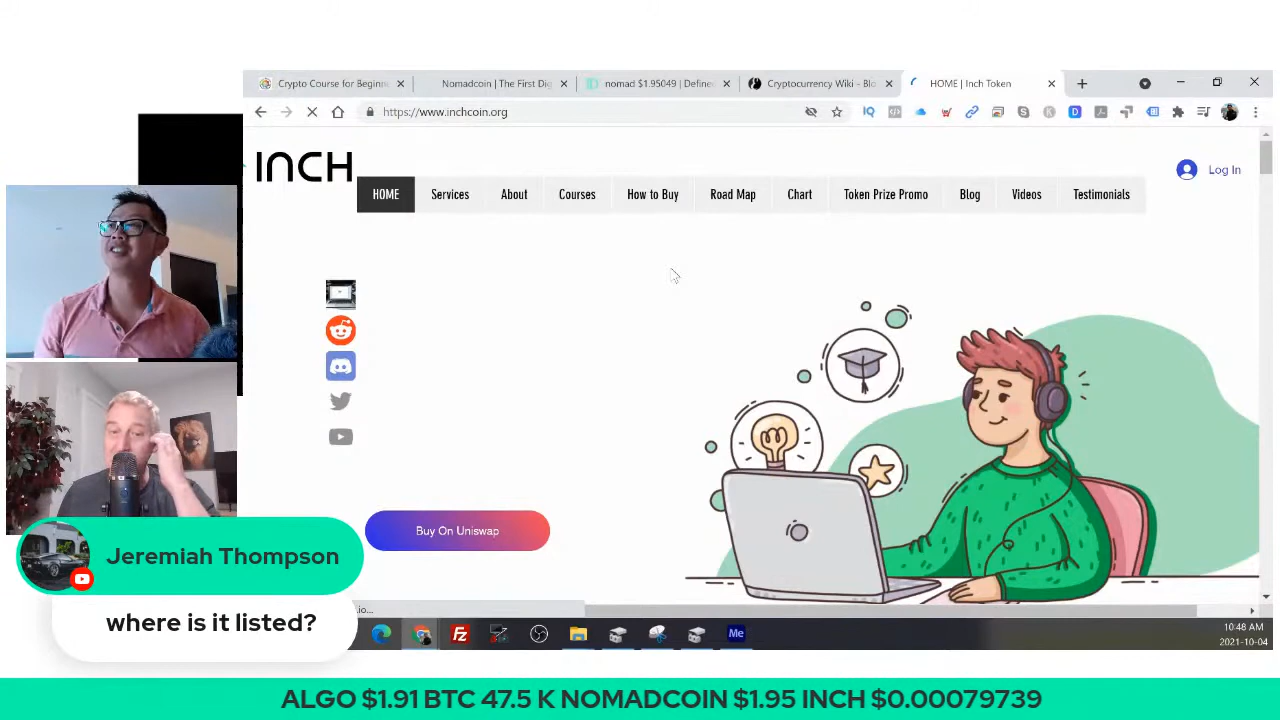 Crypto Course for Beginne
Nomadcoin | The First Dig
nomad $1.95049 | Define
Cryptocurrency Wiki - Blo
HOME | Inch Token
https://www.inchcoin.org
INCH
HOME
Services
About
Courses
How to Buy
Road Map
Chart
Token Prize Promo
Blog
Videos
Testimonials
Log In
Buy On Uniswap
Jeremiah Thompson
where is it listed?
.io...
Me
10:48 AM
2021-10-04
ALGO $1.91 BTC 47.5 K NOMADCOIN $1.95 INCH $0.00079739